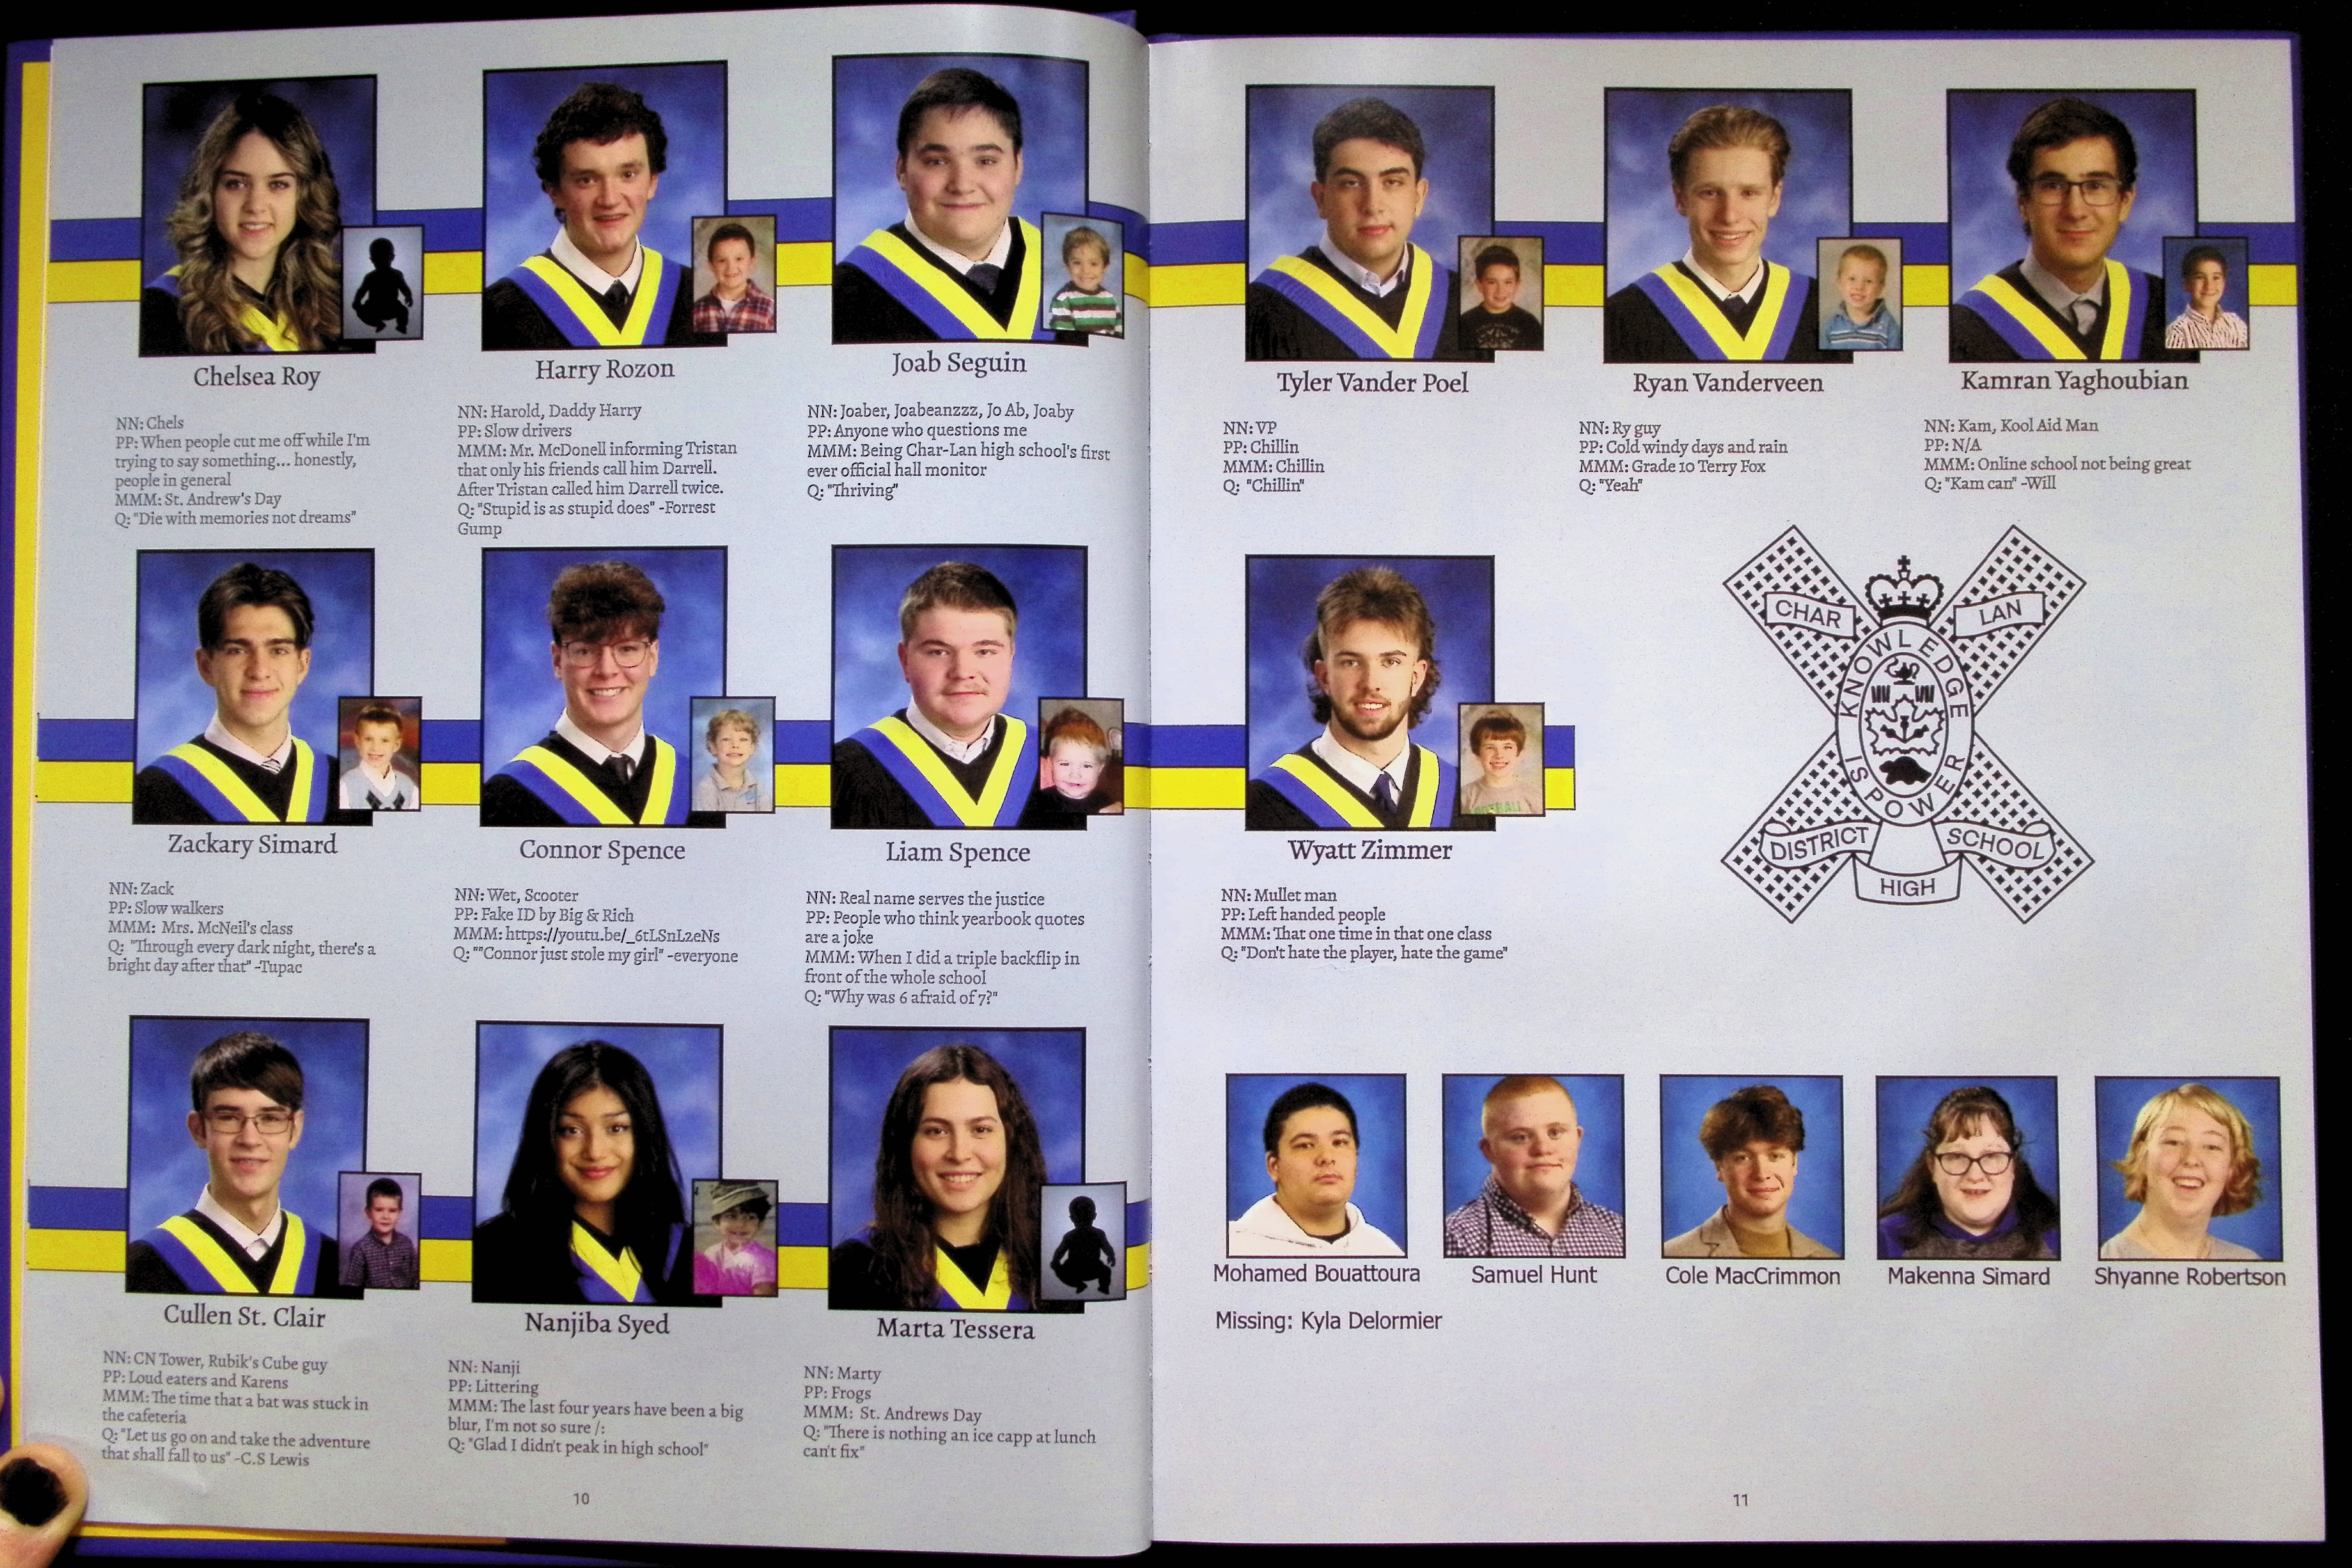 Chelsea Roy
NN: Chels
PP: When people cut me off while I'm
trying to say something... honestly,
people in general
MMM: St. Andrew's Day
Q: "Die with memories not dreams"
Harry Rozon
NN: Harold, Daddy Harry
PP: Slow drivers
MMM: Mr. McDonell informing Tristan
that only his friends call him Darrell.
After Tristan called him Darrell twice.
Q: "Stupid is as stupid does" -Forrest
Gump
Joab Seguin
NN: Joaber, Joabeanzzz, Jo Ab, Joaby
PP: Anyone who questions me
MMM: Being Char-Lan high school's first
ever official hall monitor
Q: "Thriving"
Zackary Simard
NN: Zack
PP: Slow walkers
MMM: Mrs. McNeil's class
Q: "Through every dark night, there's a
bright day after that" -Tupac
Connor Spence
NN: Wet, Scooter
PP: Fake ID by Big & Rich
MMM: https://youtu.be/_6tLSnLzeNs
Q: ""Connor just stole my girl" -everyone
Liam Spence
NN: Real name serves the justice
PP: People who think yearbook quotes
are a joke
MMM: When I did a triple backflip in
front of the whole school
Q: "Why was 6 afraid of 7?"
Cullen St. Clair
NN: CN Tower, Rubik's Cube guy
PP: Loud eaters and Karens
MMM: The time that a bat was stuck in
the cafeteria
Q: "Let us go on and take the adventure
that shall fall to us" -C.S Lewis
Nanjiba Syed
NN: Nanji
PP: Littering
MMM: The last four years have been a big
blur, I'm not so sure /:
Q: "Glad I didn't peak in high school"
Marta Tessera
NN: Marty
PP: Frogs
MMM: St. Andrews Day
Q: "There is nothing an ice capp at lunch
can't fix"
10
Tyler Vander Poel
NN: VP
PP: Chillin
MMM: Chillin
Q: "Chillin"
Ryan Vanderveen
NN: Ry guy
PP: Cold windy days and rain
MMM: Grade 10 Terry Fox
Q: "Yeah"
Kamran Yaghoubian
NN: Kam, Kool Aid Man
PP: N/A
MMM: Online school not being great
Q: "Kam can" -Will
Wyatt Zimmer
NN: Mullet man
PP: Left handed people
MMM: That one time in that one class
Q: "Don't hate the player, hate the game"
CHAR LAN
KNOWLEDGE
IS POWER
DISTRICT HIGH SCHOOL
Mohamed Bouattoura
Samuel Hunt
Cole MacCrimmon
Makenna Simard
Shyanne Robertson
Missing: Kyla Delormier
11